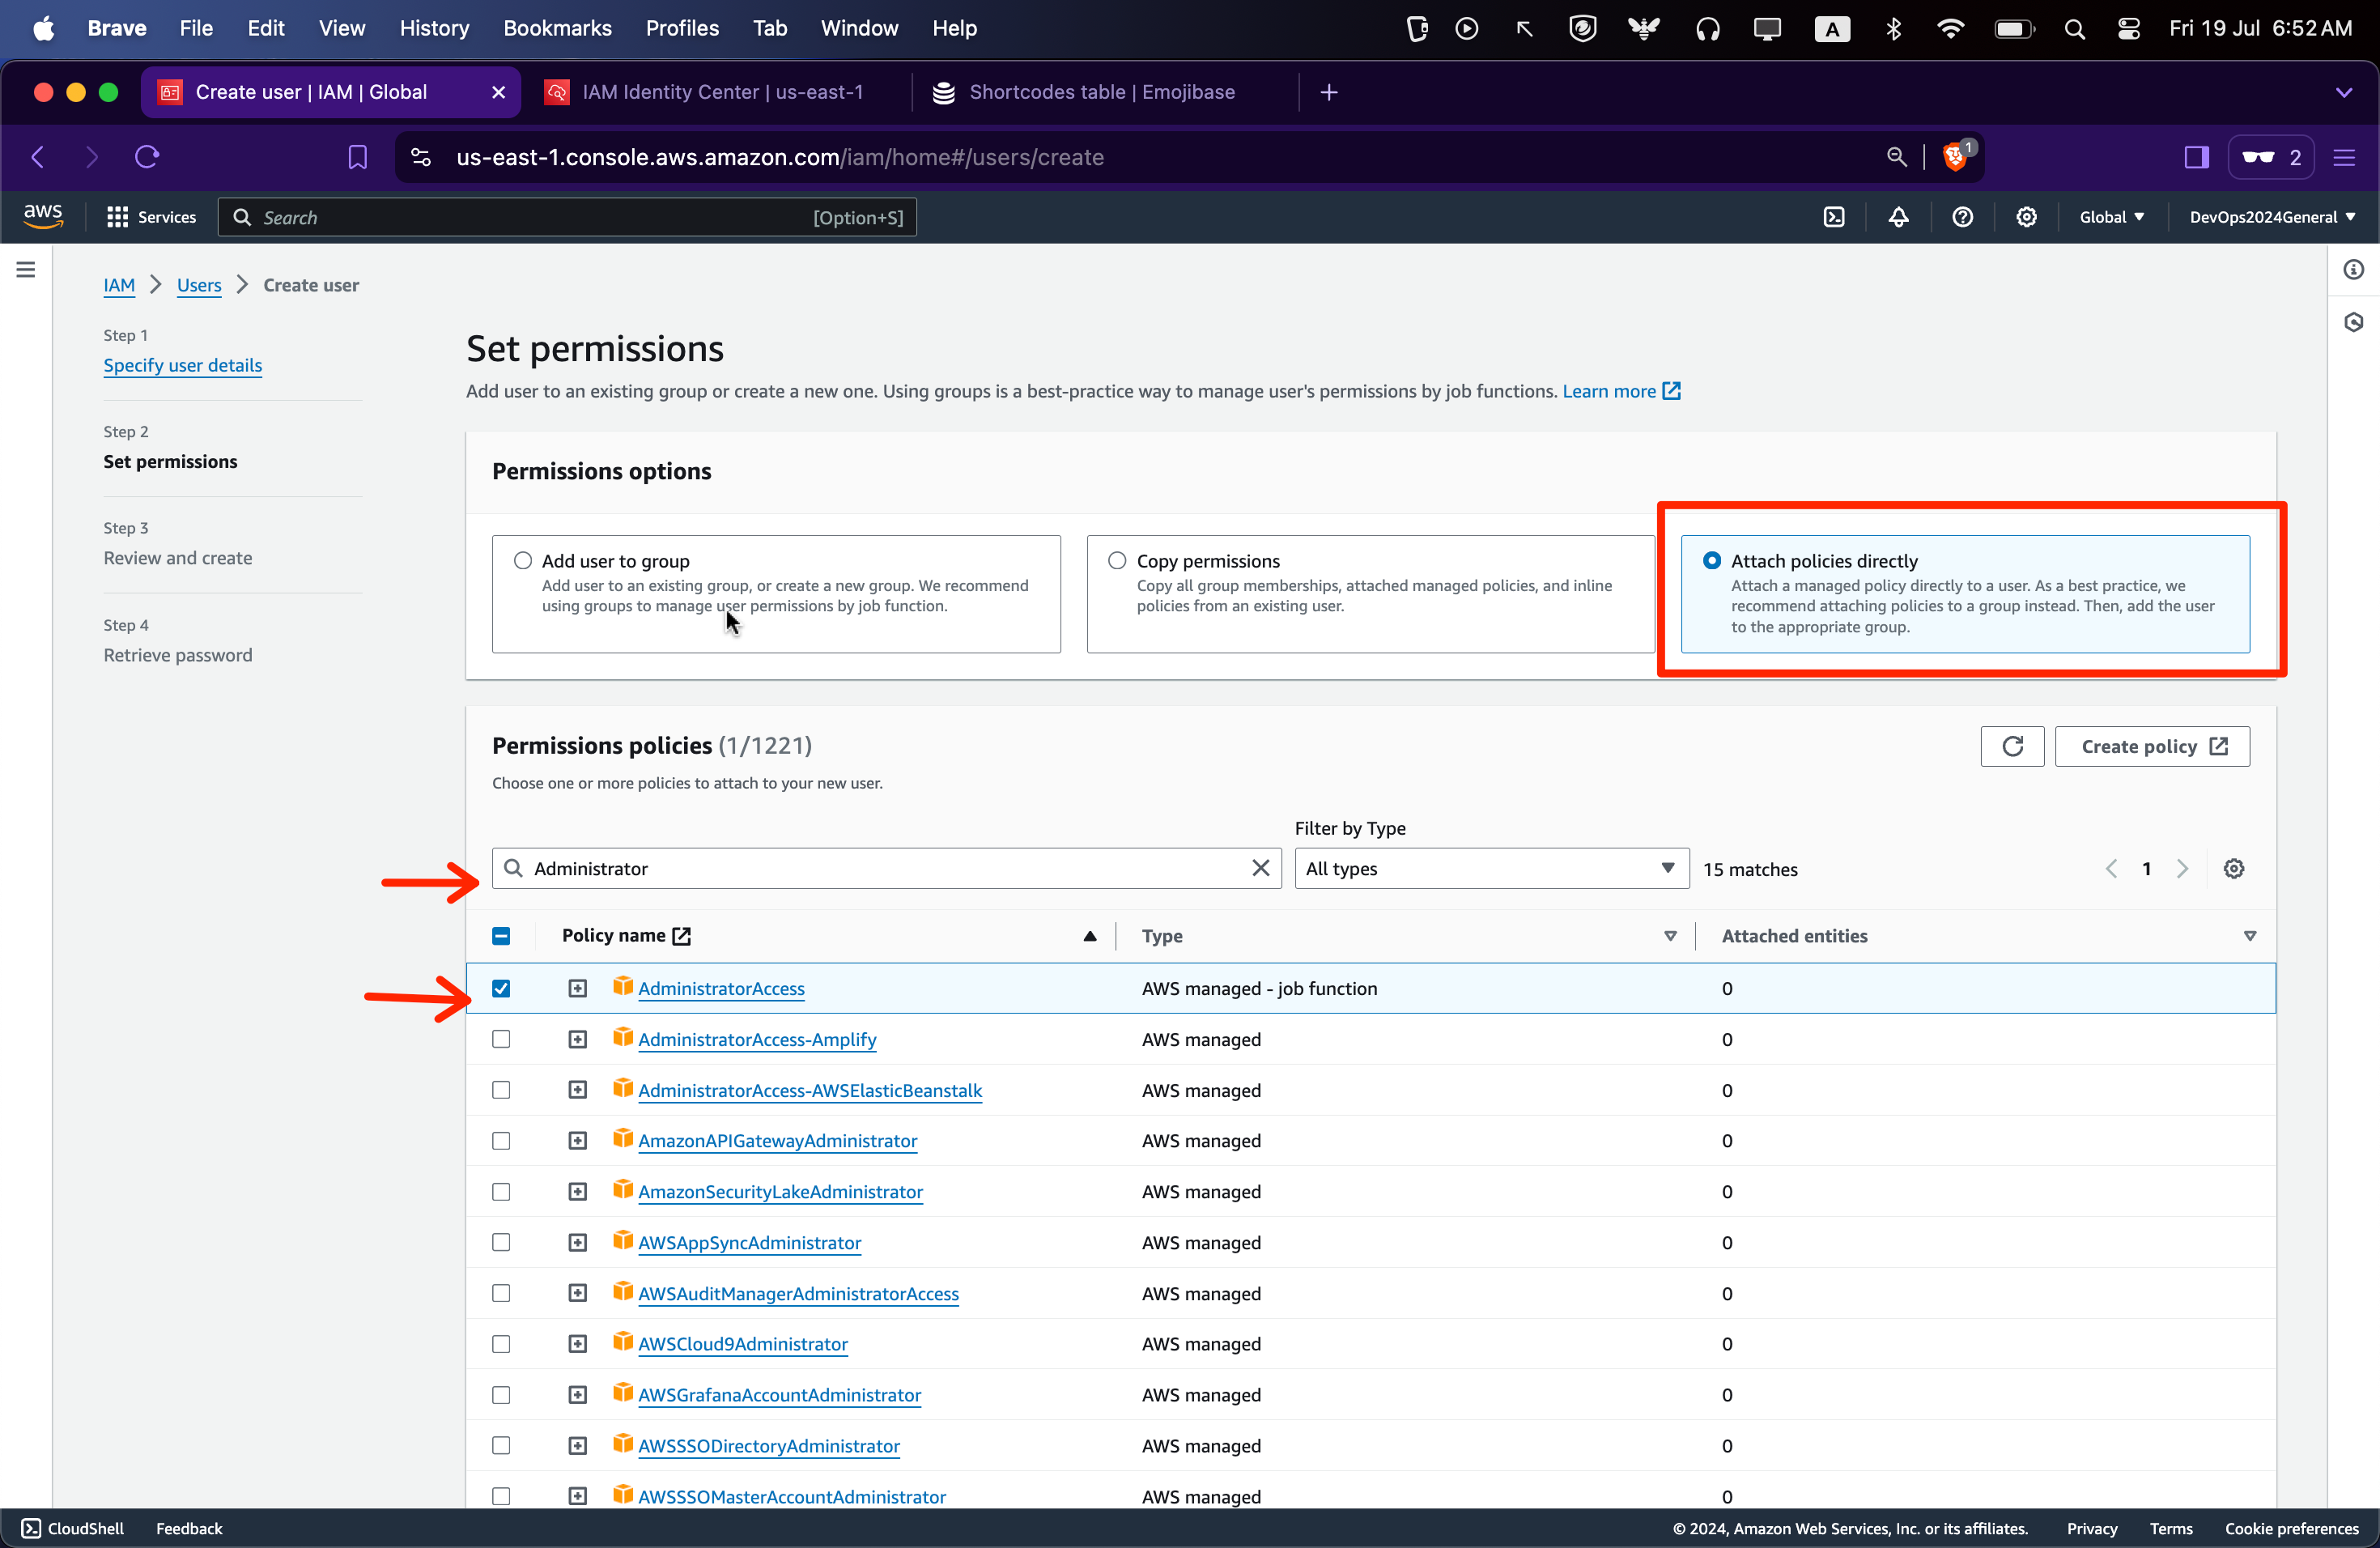 Brave File Edit View History Bookmarks Profiles Tab Window Help A Fri 19 Jul 6:52 AM
Create user | IAM | Global IAM Identity Center | us-east-1 Shortcodes table | Emojibase
us-east-1.console.aws.amazon.com/iam/home#/users/create 1 2
aws Services Search [Option+S] Global DevOps2024General
IAM Users Create user
Step 1
Specify user details
Step 2
Set permissions
Step 3
Review and create
Step 4
Retrieve password
Set permissions
Add user to an existing group or create a new one. Using groups is a best-practice way to manage user's permissions by job functions. Learn more
Permissions options
Add user to group
Add user to an existing group, or create a new group. We recommend
using groups to manage user permissions by job function.
Copy permissions
Copy all group memberships, attached managed policies, and inline
policies from an existing user.
Attach policies directly
Attach a managed policy directly to a user. As a best practice, we
recommend attaching policies to a group instead. Then, add the user
to the appropriate group.
Permissions policies (1/1221)
Create policy
Choose one or more policies to attach to your new user.
Filter by Type
Administrator All types 15 matches 1
Policy name Type Attached entities
AdministratorAccess AWS managed - job function 0
AdministratorAccess-Amplify AWS managed 0
AdministratorAccess-AWSElasticBeanstalk AWS managed 0
AmazonAPIGatewayAdministrator AWS managed 0
AmazonSecurityLakeAdministrator AWS managed 0
AWSAppSyncAdministrator AWS managed 0
AWSAuditManagerAdministratorAccess AWS managed 0
AWSCloud9Administrator AWS managed 0
AWSGrafanaAccountAdministrator AWS managed 0
AWSSSODirectoryAdministrator AWS managed 0
AWSSSOMasterAccountAdministrator AWS managed 0
CloudShell Feedback © 2024, Amazon Web Services, Inc. or its affiliates. Privacy Terms Cookie preferences